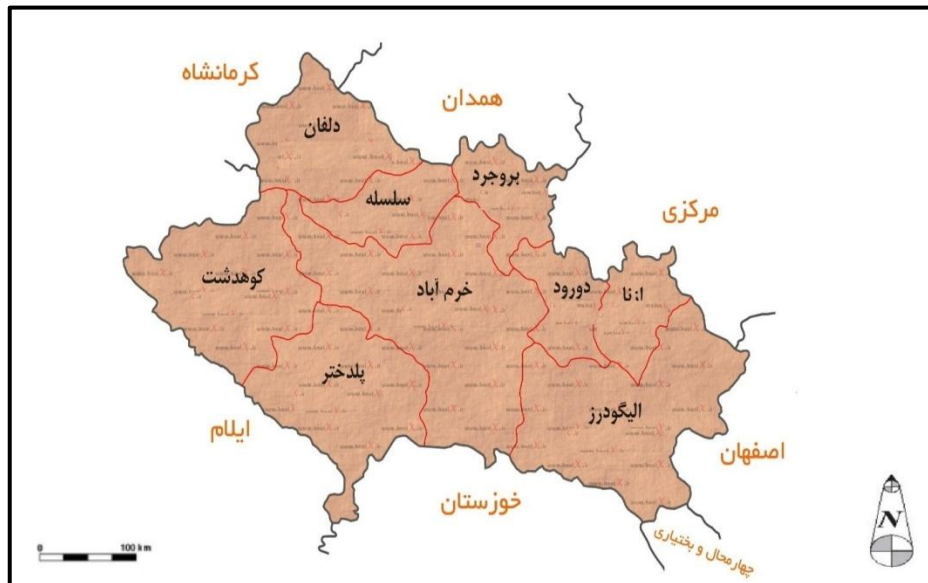 کرمانشاه
همدان
دلفان
بروجرد
سلسله
مرکزی
کوهدشت
خرم آباد
دورود
ازنا
پلدختر
الیگودرز
ایلام
اصفهان
خوزستان
چهارمحال و بختیاری
N
0 100 km